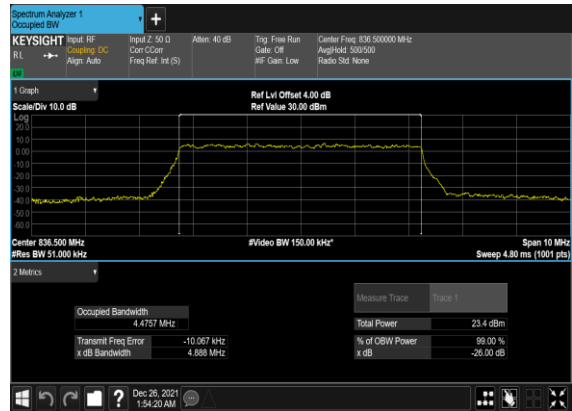 Spectrum Analyzer 1
Occupied BW
+
KEYSIGHT Input: RF Input Z: 50 Ω Atten: 40 dB Trig: Free Run Center Freq: 836.500000 MHz
RL Coupling: DC Corr CCorr Gate: Off Avg|Hold: 500/500
Align: Auto Freq Ref: Int (S) #IF Gain: Low Radio Std: None
1 Graph
Ref Lvl Offset 4.00 dB
Scale/Div 10.0 dB Ref Value 30.00 dBm
Log
20.0
10.0
0.00
-10.0
-20.0
-30.0
-40.0
-50.0
-60.0
Center 836.500 MHz #Video BW 150.00 kHz* Span 10 MHz
#Res BW 51.000 kHz Sweep 4.80 ms (1001 pts)
2 Metrics
Measure Trace Trace 1
Occupied Bandwidth
4.4757 MHz Total Power 23.4 dBm
Transmit Freq Error -10.067 kHz % of OBW Power 99.00 %
x dB Bandwidth 4.888 MHz x dB -26.00 dB
? Dec 26, 2021
1:54:20 AM